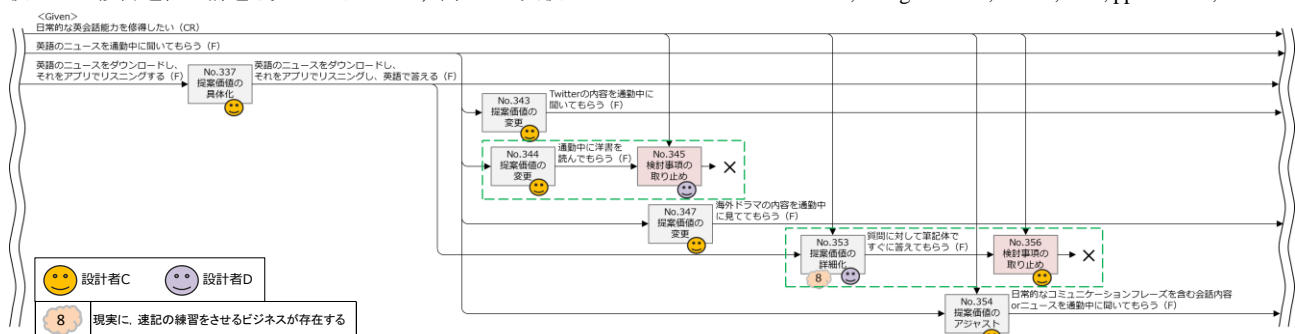 <Given>
日常的な英会話能力を修得したい（CR）
英語のニュースを通勤中に聞いてもらう（F）
英語のニュースをダウンロードし、
それをアプリでリスニングする（F）
No.337
提案価値の
具体化
英語のニュースをダウンロードし、
それをアプリでリスニングし、英語で答える（F）
No.343
提案価値の
変更
Twitterの内容を通勤中に
聞いてもらう（F）
No.344
提案価値の
変更
通勤中に洋書を
読んでもらう（F）
No.345
検討事項の
取り止め
No.347
提案価値の
変更
海外ドラマの内容を通勤中
に見ててもらう（F）
No.353
提案価値の
詳細化
8
質問に対して筆記体で
すぐに答えてもらう（F）
No.356
検討事項の
取り止め
No.354
提案価値の
アジャスト
日常的なコミュニケーションフレーズを含む会話内容
orニュースを通勤中に聞いてもらう（F）
設計者C
設計者D
8
現実に，速記の練習をさせるビジネスが存在する